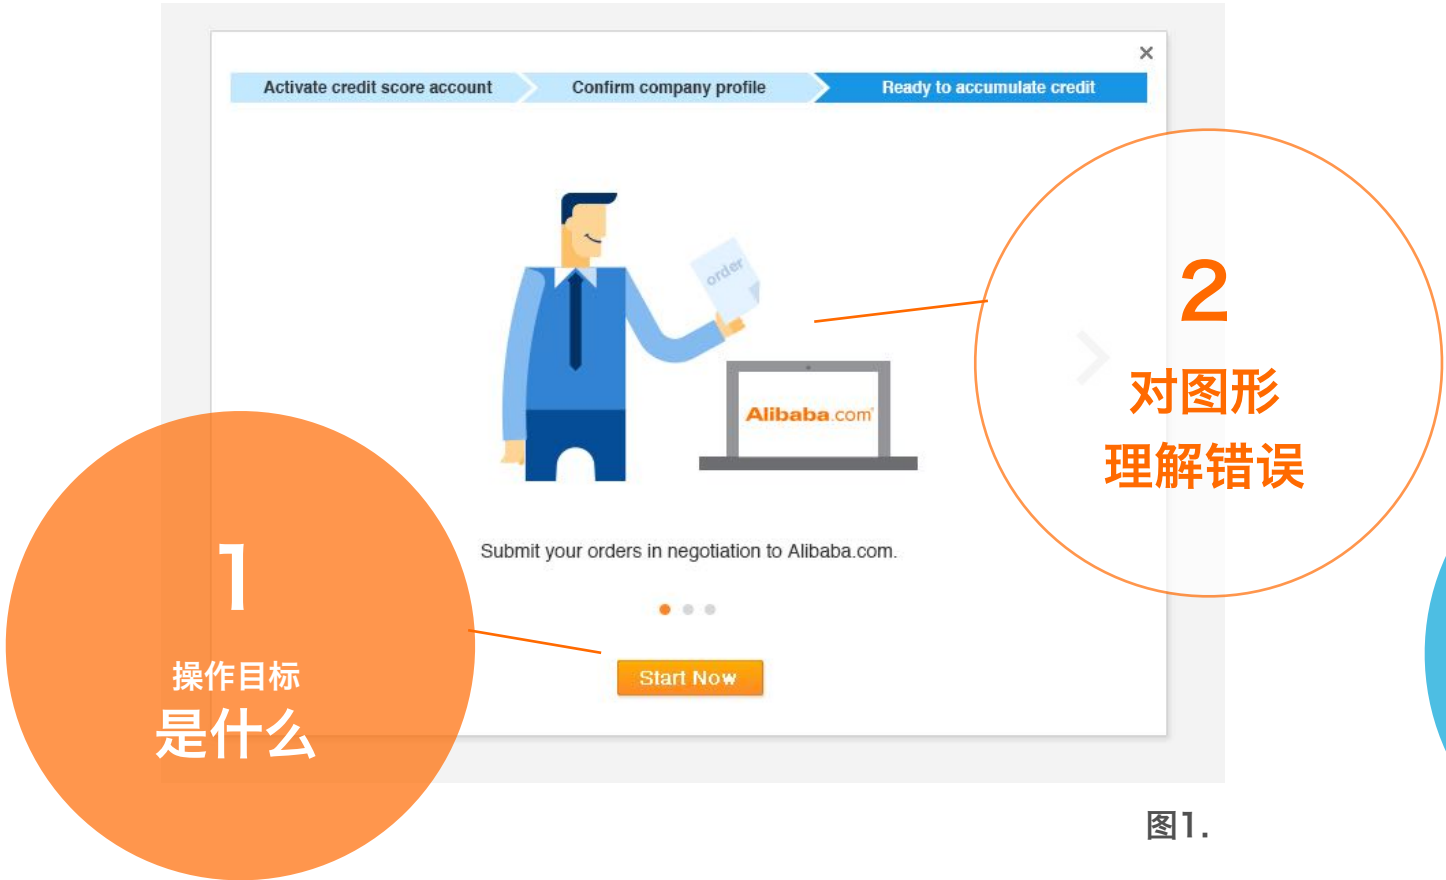 Activate credit score account
Confirm company profile
Ready to accumulate credit
order
Alibaba.com
2
对图形
理解错误
Submit your orders in negotiation to Alibaba.com.
1
操作目标
是什么
Start Now
图1.